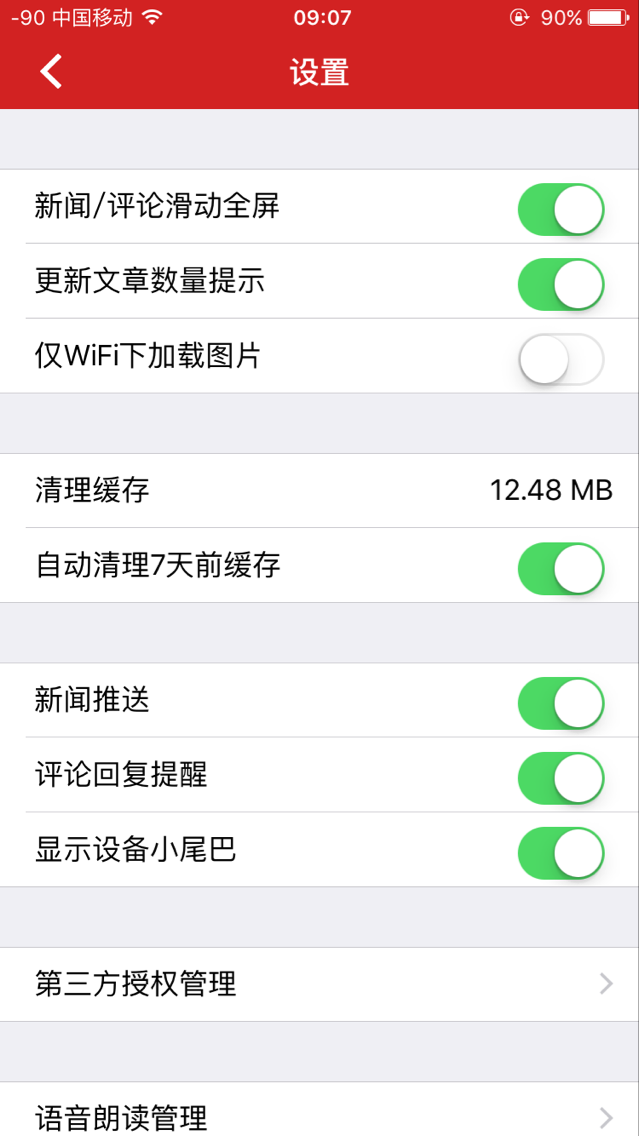 -90 中国移动 09:07 90%
设置
新闻/评论滑动全屏
更新文章数量提示
仅WiFi下加载图片
清理缓存 12.48 MB
自动清理7天前缓存
新闻推送
评论回复提醒
显示设备小尾巴
第三方授权管理
语音朗读管理